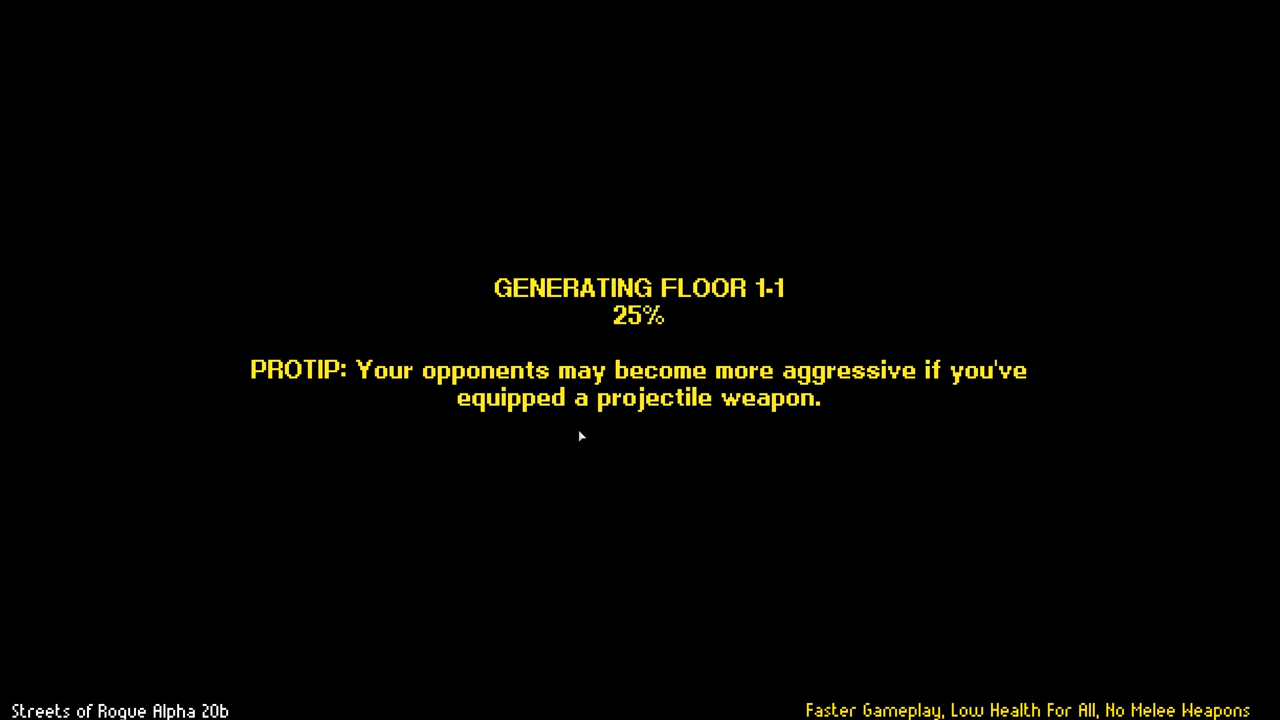 GENERATING FLOOR 1-1
25%
PROTIP: Your opponents may become more aggressive if you've
equipped a projectile weapon.
Streets of Rogue Alpha 20b
Faster Gameplay, Low Health For All, No Melee Weapons